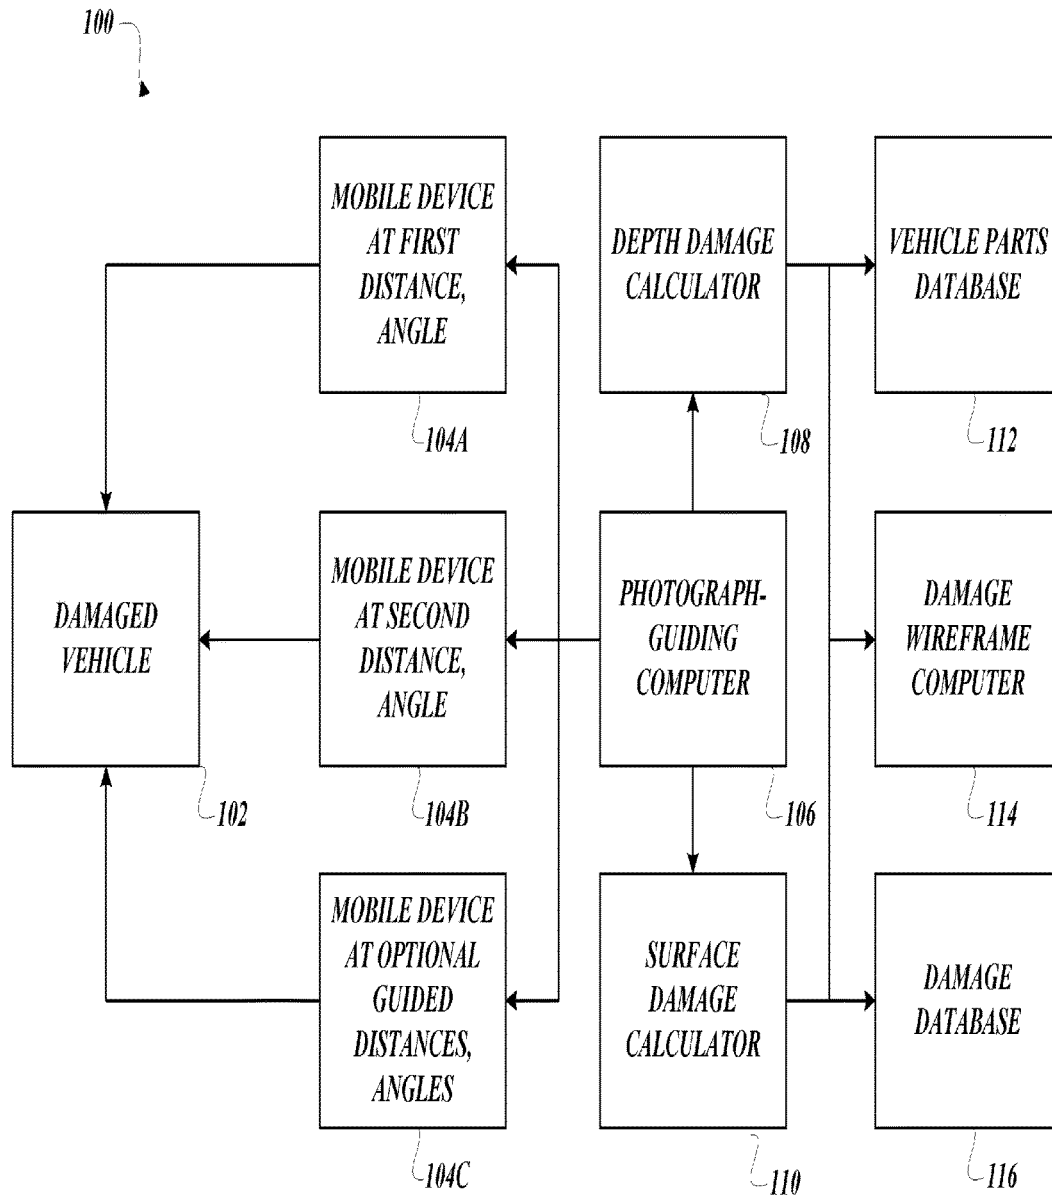 100
MOBILE DEVICE
AT FIRST
DISTANCE,
ANGLE
104A
DEPTH DAMAGE
CALCULATOR
108
VEHICLE PARTS
DATABASE
112
DAMAGED
VEHICLE
102
MOBILE DEVICE
AT SECOND
DISTANCE,
ANGLE
104B
PHOTOGRAPH-
GUIDING
COMPUTER
106
DAMAGE
WIREFRAME
COMPUTER
114
MOBILE DEVICE
AT OPTIONAL
GUIDED
DISTANCES,
ANGLES
104C
SURFACE
DAMAGE
CALCULATOR
110
DAMAGE
DATABASE
116